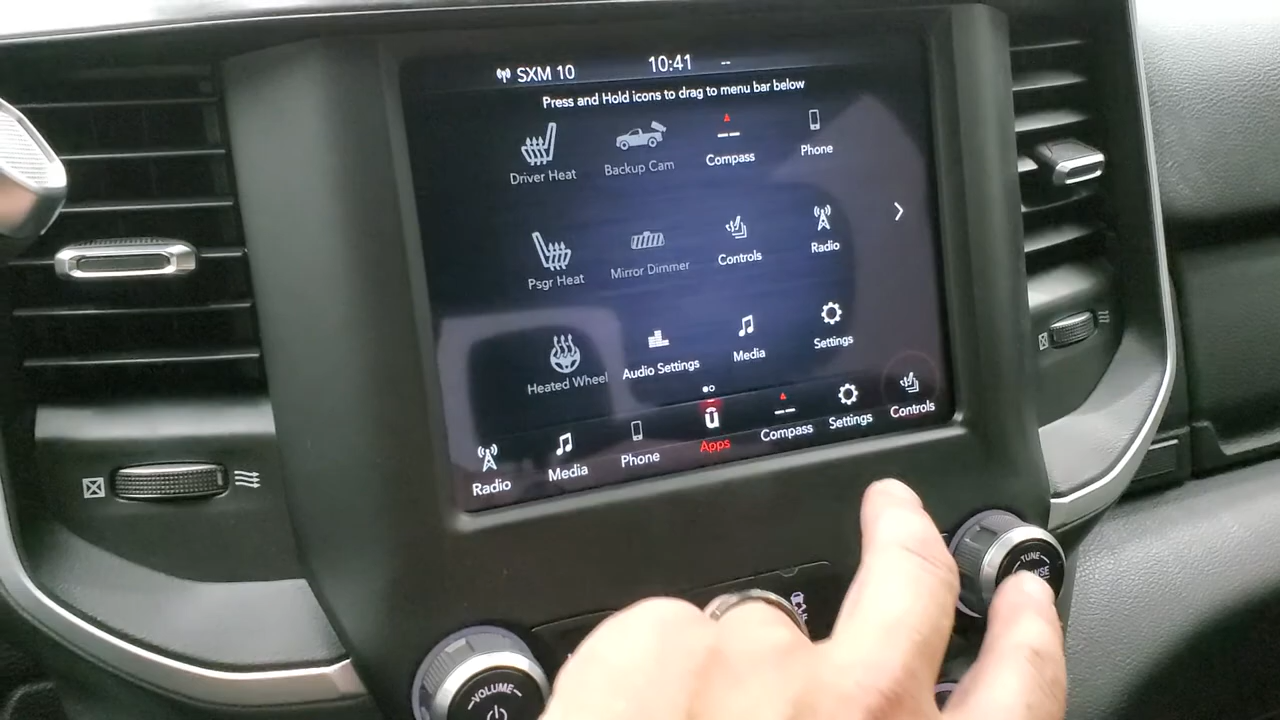 SXM 10 10:41 --
Press and Hold icons to drag to menu bar below
Driver Heat Backup Cam Compass Phone
Psgr Heat Mirror Dimmer Controls Radio
Heated Wheel Audio Settings Media Settings
Radio Media Phone Apps Compass Settings Controls
TUNE
VOLUME